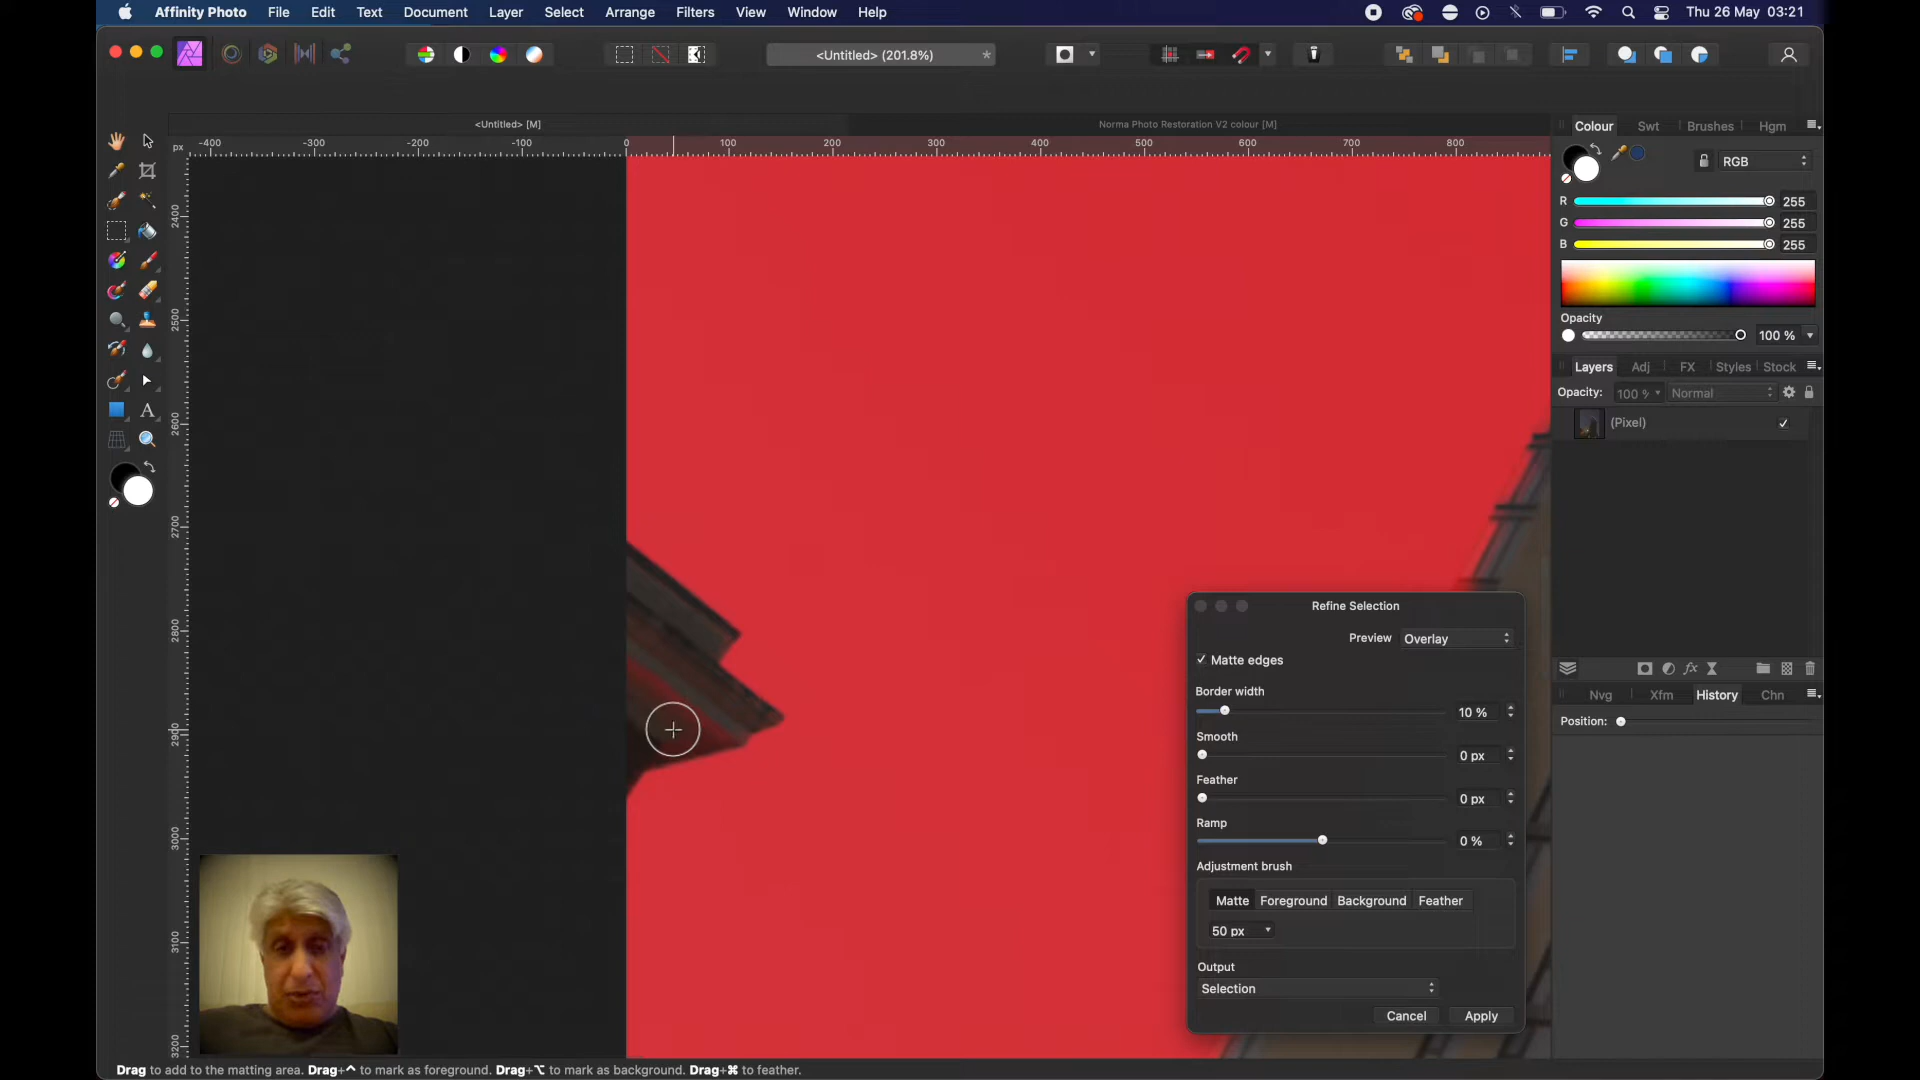 Affinity Photo File Edit Text Document Layer Select Arrange Filters View Window Help Thu 26 May 03:21
<Untitled> (201.8%) *
<Untitled> [M] Norma Photo Restoration V2 colour [M]
px -400 -300 -200 -100 0 100 200 300 400 500 600 700 800
2400
2500
2600
2700
2800
2900
3000
3100
3200
Colour Swt Brushes Hgm
RGB
R 255
G 255
B 255
Opacity
100 %
Layers Adj FX Styles Stock
Opacity: 100 % Normal
(Pixel)
Nvg Xfm History Chn
Position:
Refine Selection
Preview Overlay
Matte edges
Border width
10 %
Smooth
0 px
Feather
0 px
Ramp
0 %
Adjustment brush
Matte Foreground Background Feather
50 px
Output
Selection
Cancel Apply
Drag to add to the matting area. Drag+⌃ to mark as foreground. Drag+⌥ to mark as background. Drag+⌘ to feather.